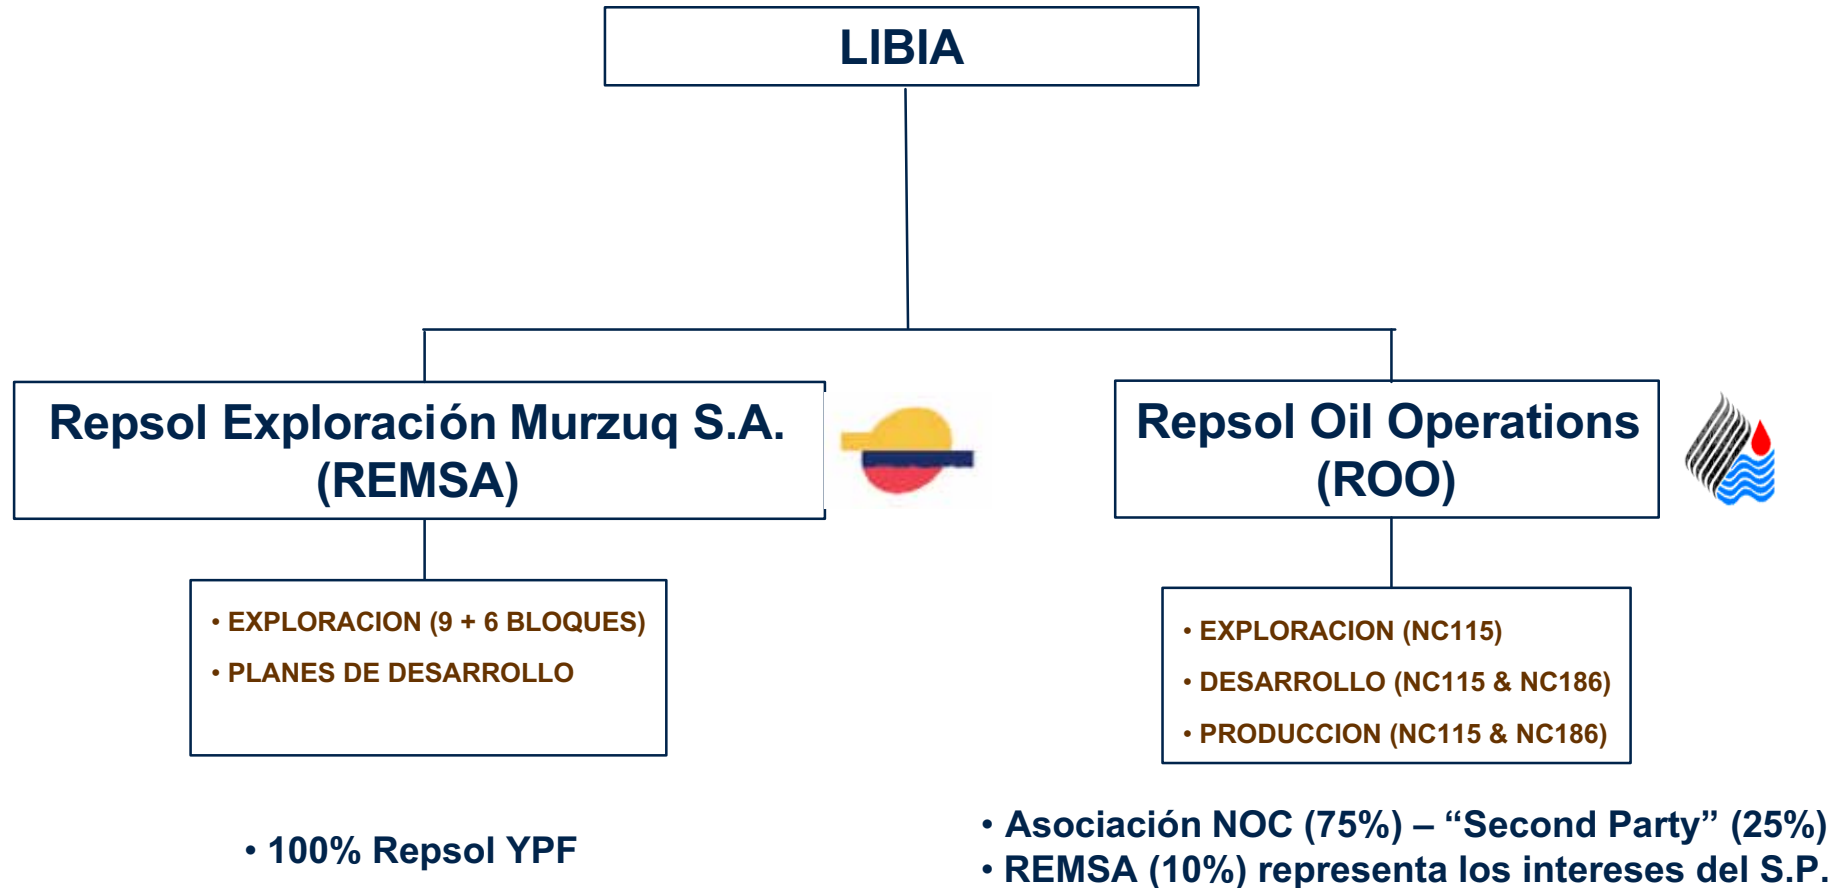 LIBIA
Repsol Exploración Murzuq S.A.
(REMSA)
Repsol Oil Operations
(ROO)
• EXPLORACION (9 + 6 BLOQUES)
• PLANES DE DESARROLLO
• EXPLORACION (NC115)
• DESARROLLO (NC115 & NC186)
• PRODUCCION (NC115 & NC186)
• 100% Repsol YPF
• Asociación NOC (75%) – “Second Party” (25%)
• REMSA (10%) representa los intereses del S.P.